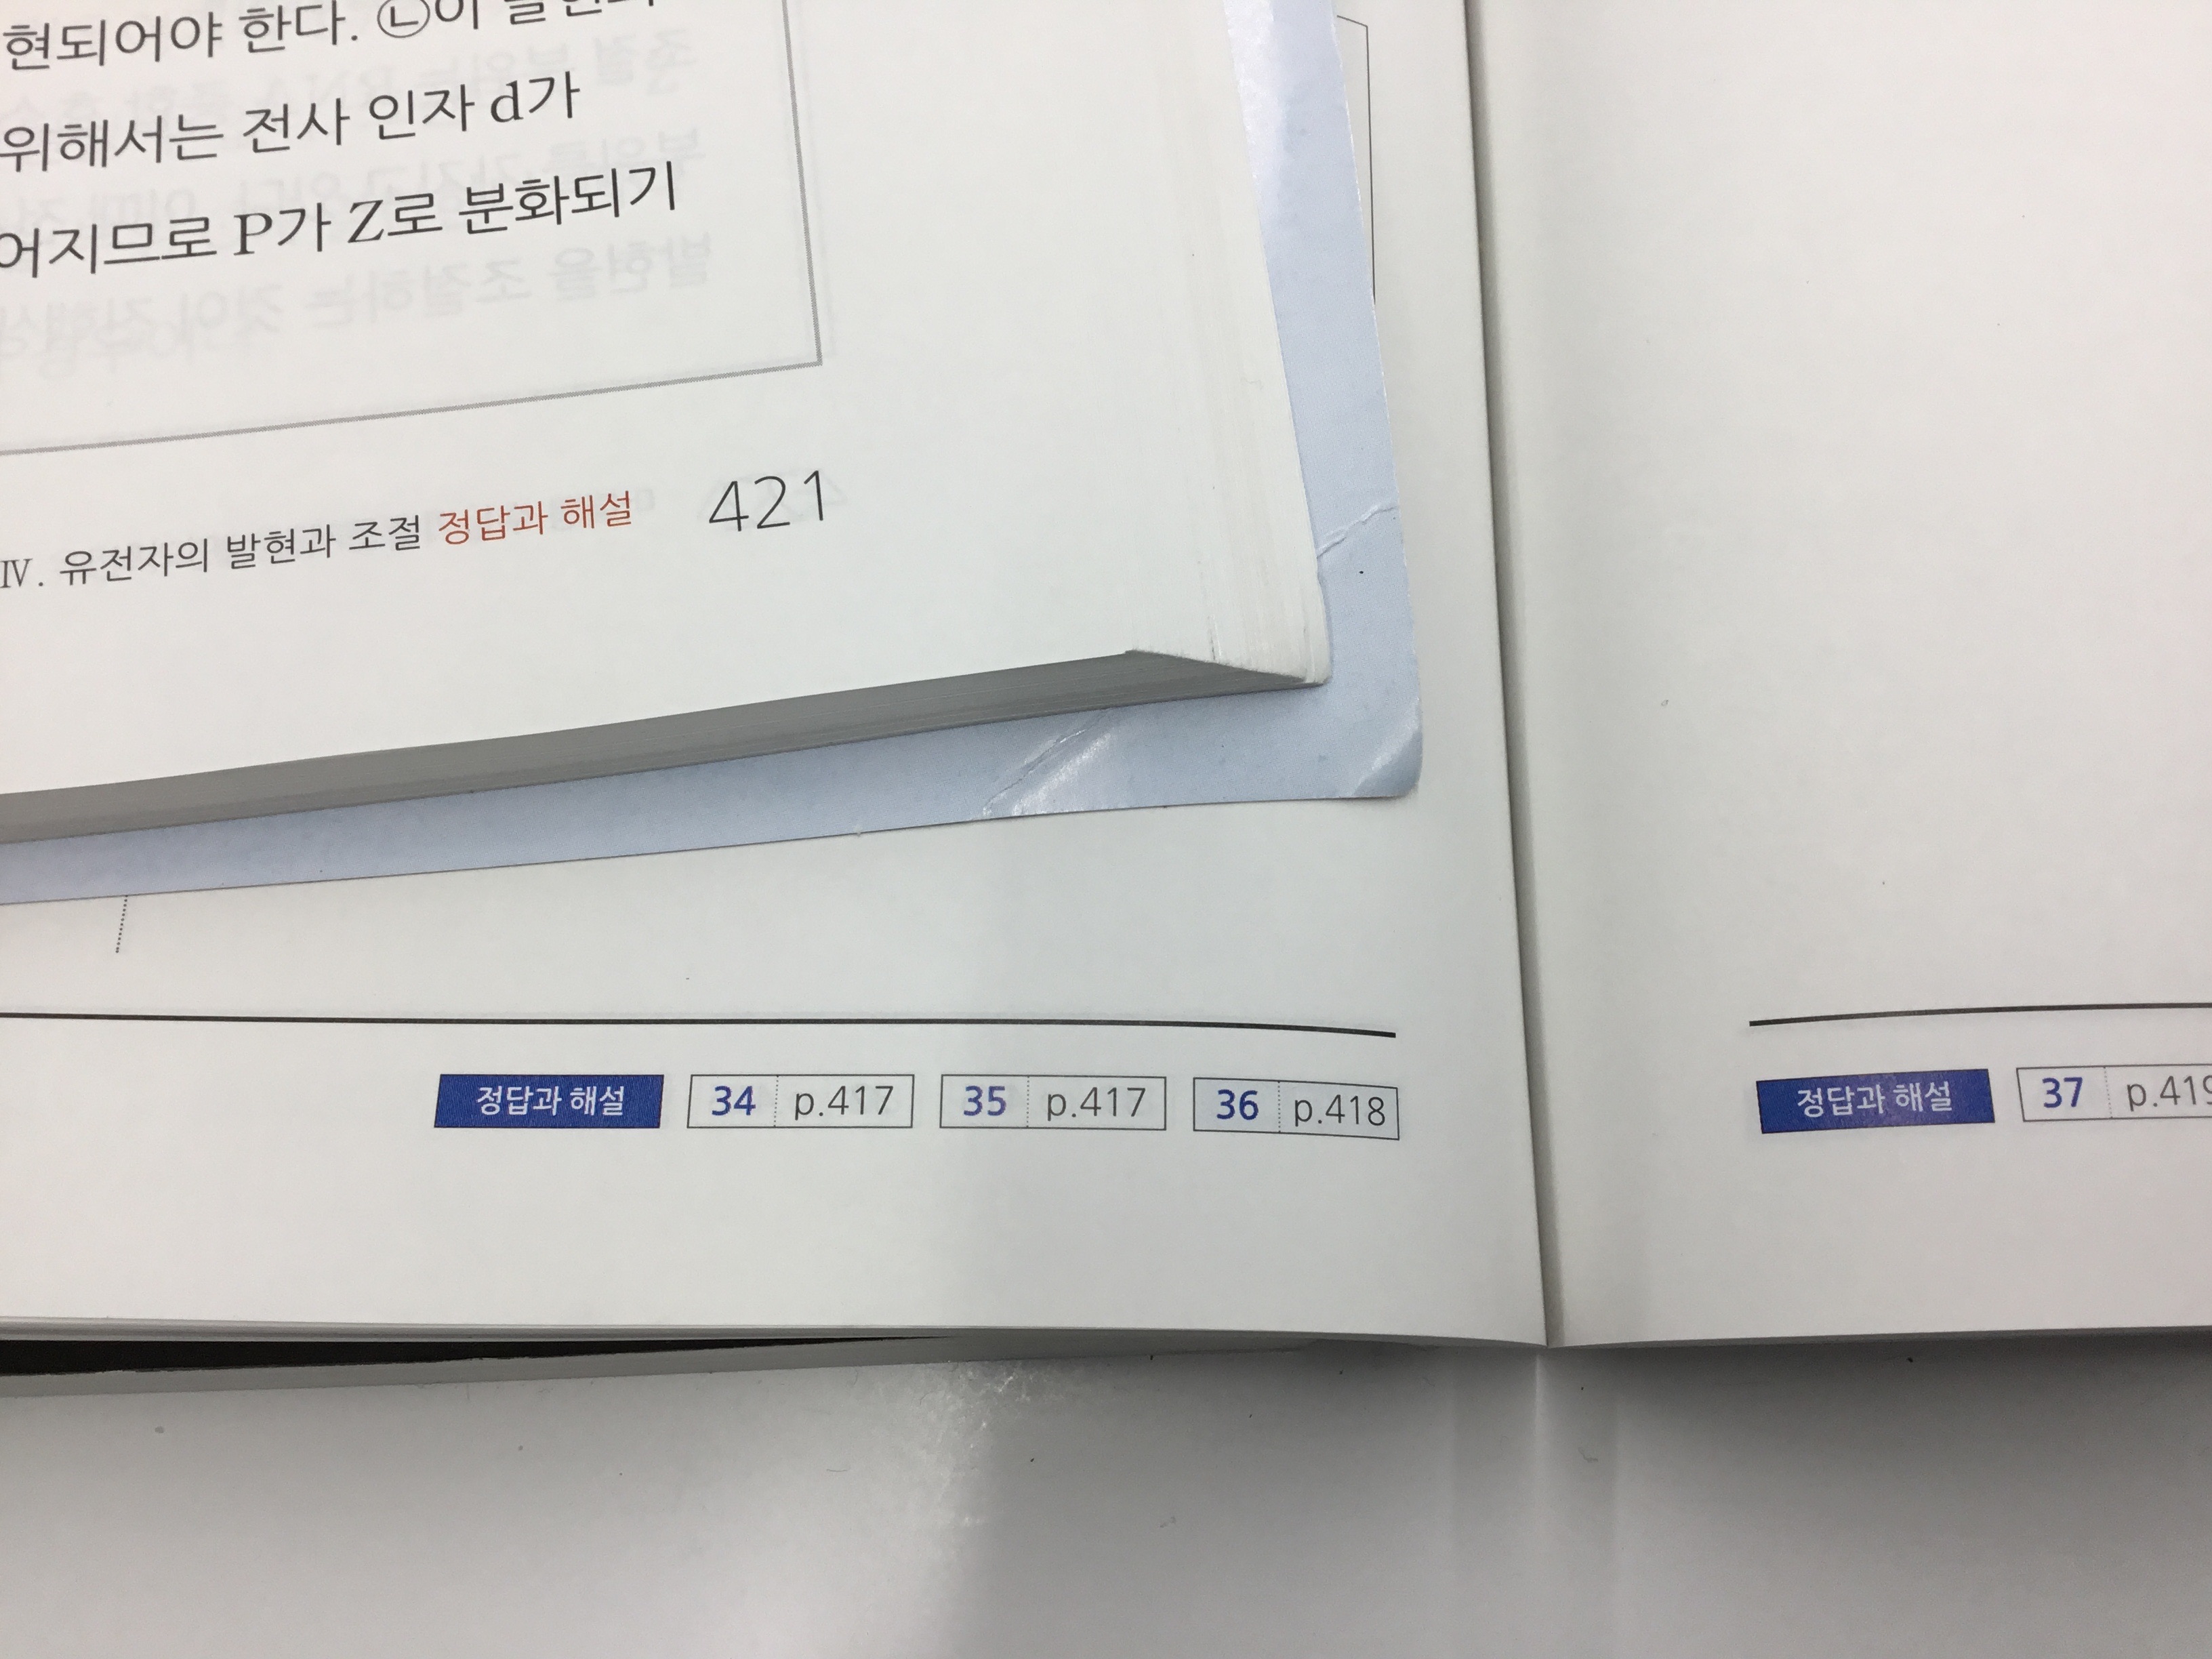 현되어야 한다. ㉡이
위해서는 전사 인자 d가
어지므로 P가 Z로 분화되기
Ⅳ. 유전자의 발현과 조절 정답과 해설 421
정답과 해설 34 p.417 35 p.417 36 p.418
정답과 해설 37 p.419